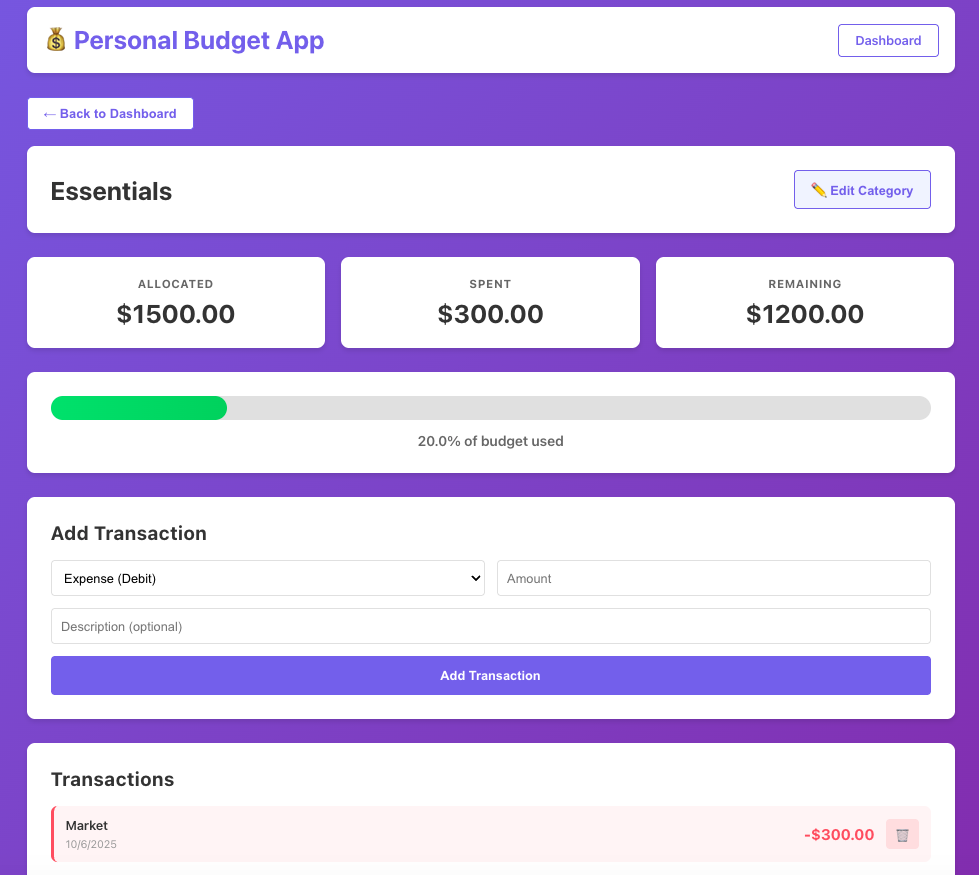 Personal Budget App
Dashboard
← Back to Dashboard
Essentials
Edit Category
ALLOCATED
$1500.00
SPENT
$300.00
REMAINING
$1200.00
20.0% of budget used
Add Transaction
Expense (Debit)
Amount
Description (optional)
Add Transaction
Transactions
Market
10/6/2025
-$300.00